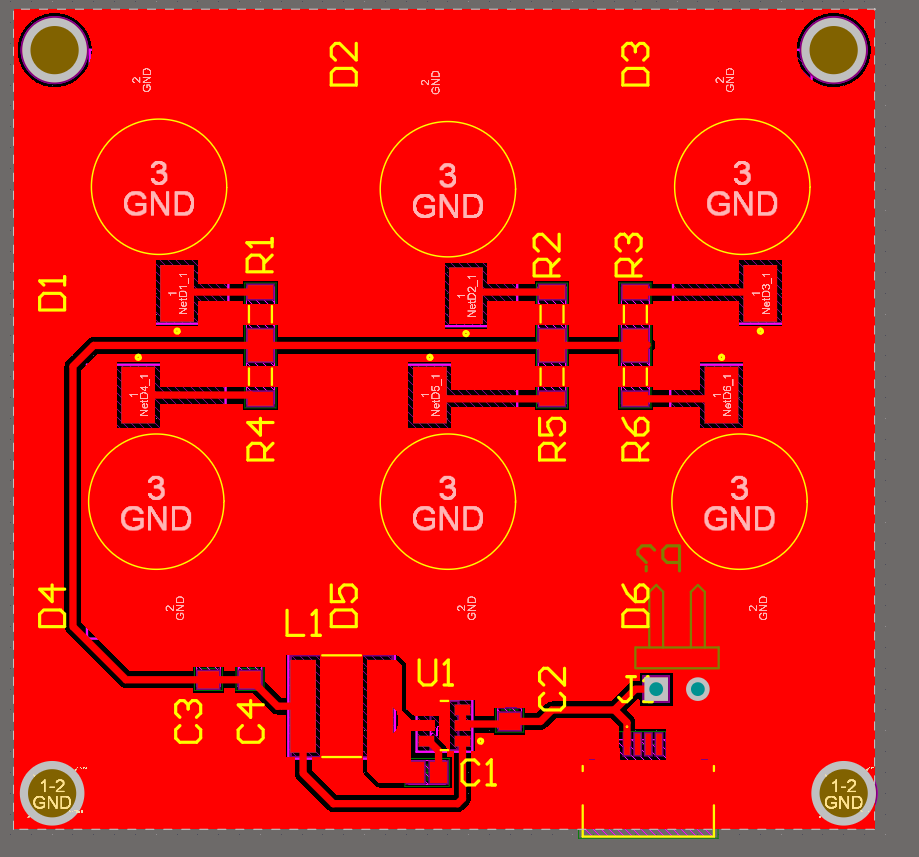 D2
D3
2
GND
2
GND
2
GND
3
GND
3
GND
3
GND
R1
R2
R3
D1
1
NetD1_1
1
NetD2_1
1
NetD3_1
1
NetD4_1
1
NetD5_1
1
NetD6_1
R4
R5
R6
3
GND
3
GND
3
GND
P?
D4
2
GND
D5
2
GND
D6
2
GND
L1
U1
C3
C4
C2
C1
1-2
GND
1-2
GND